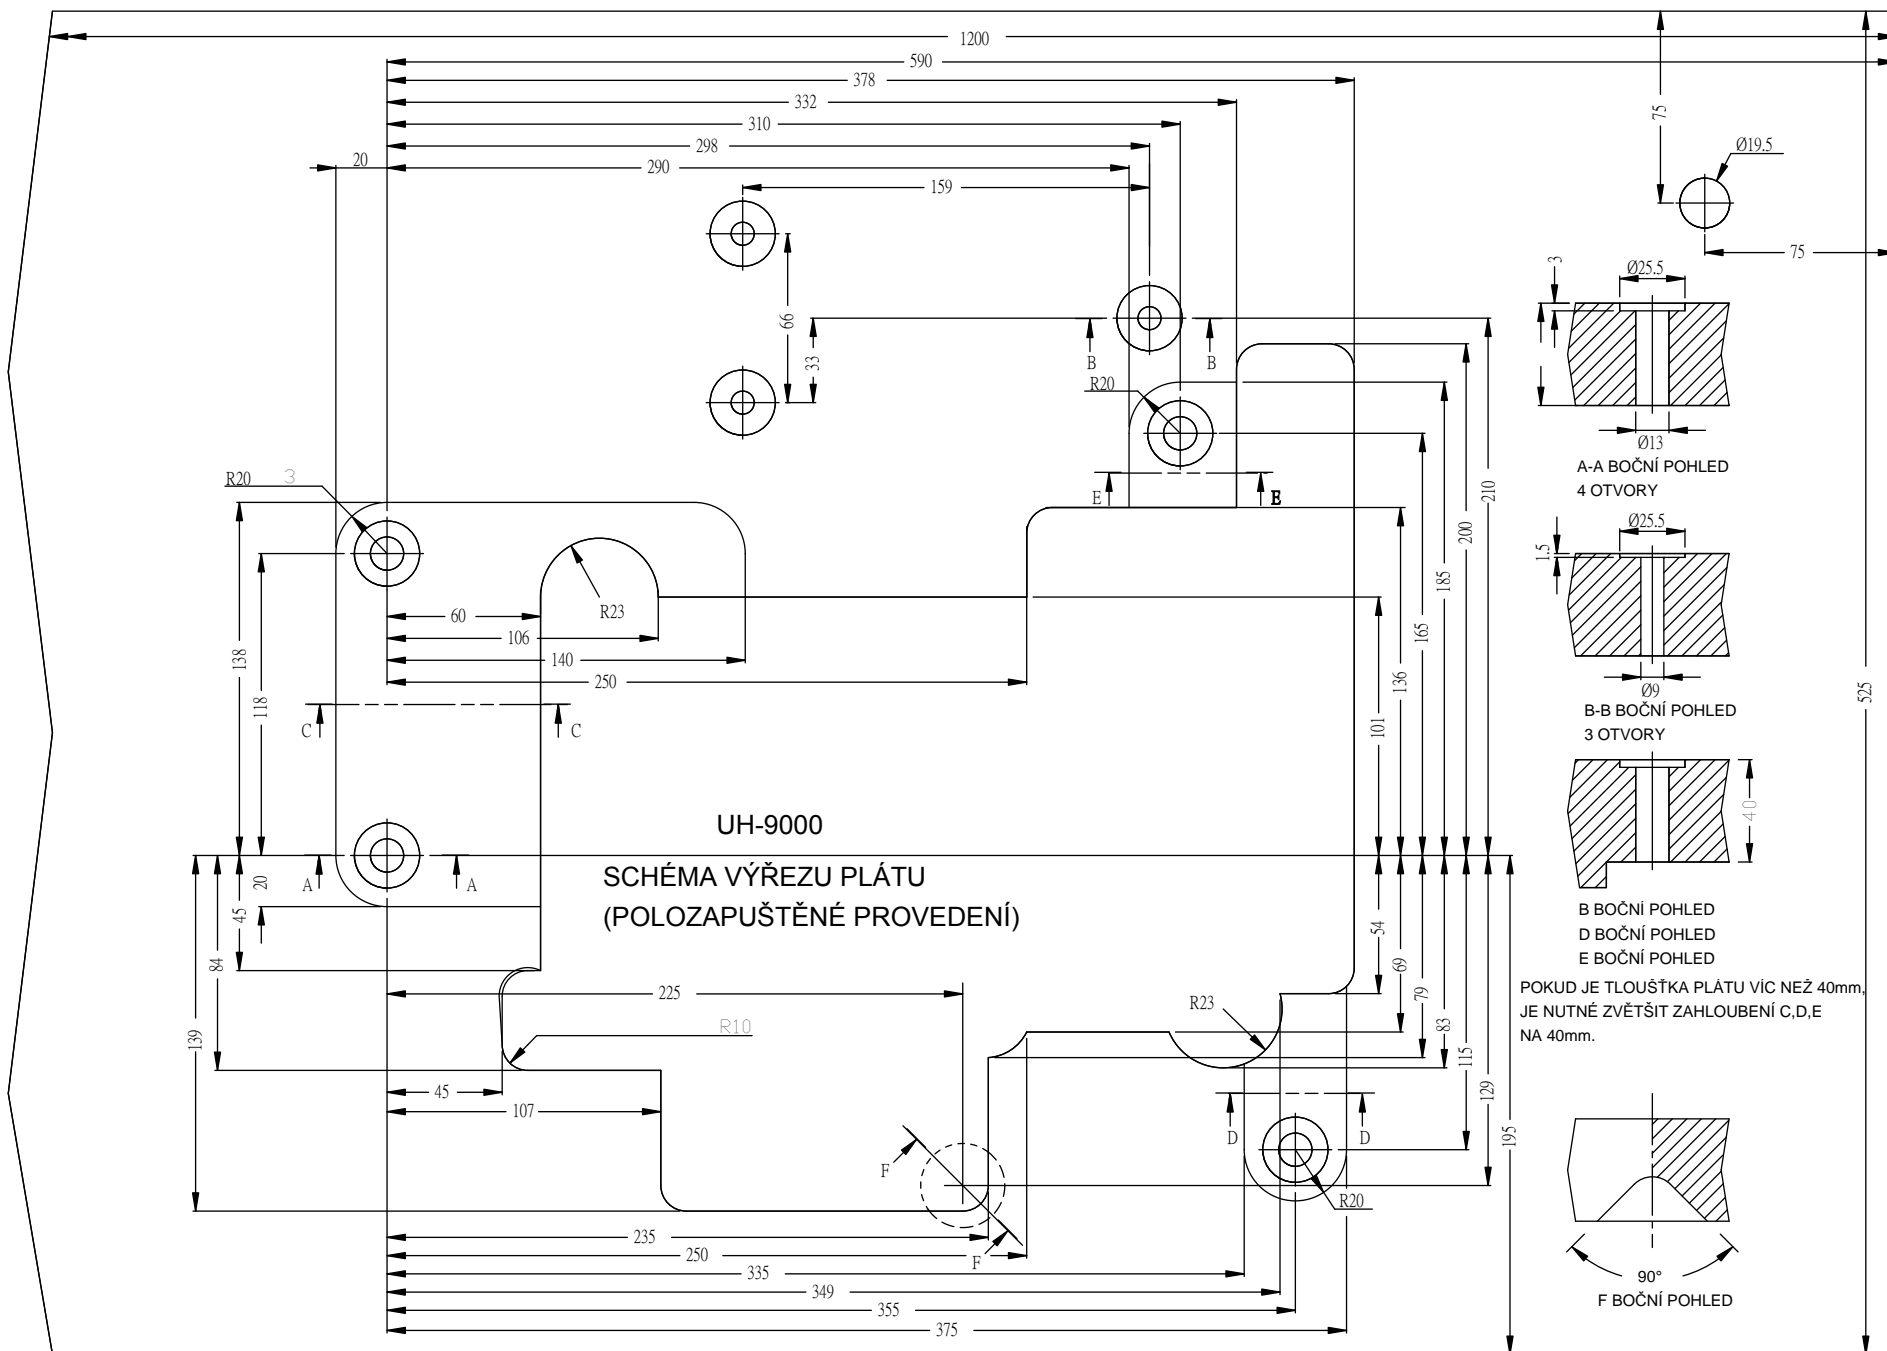 1200
590
378
332
310
298
20
290
159
75
Ø19.5
75
3
Ø25.5
66
33
B
B
R20
Ø13
A-A BOČNÍ POHLED
4 OTVORY
R20
3
E
E
210
200
185
165
Ø25.5
1.5
R23
60
106
140
250
138
118
136
101
525
Ø9
B-B BOČNÍ POHLED
3 OTVORY
C
C
40
UH-9000
SCHÉMA VÝŘEZU PLÁTU
(POLOZAPUŠTĚNÉ PROVEDENÍ)
A
A
20
45
84
139
54
69
79
83
115
129
195
B BOČNÍ POHLED
D BOČNÍ POHLED
E BOČNÍ POHLED
POKUD JE TLOUŠŤKA PLÁTU VÍC NEŽ 40mm,
JE NUTNÉ ZVĚTŠIT ZAHLOUBENÍ C,D,E
NA 40mm.
225
R23
R10
45
107
D
D
F
F
R20
235
250
335
349
355
375
90°
F BOČNÍ POHLED